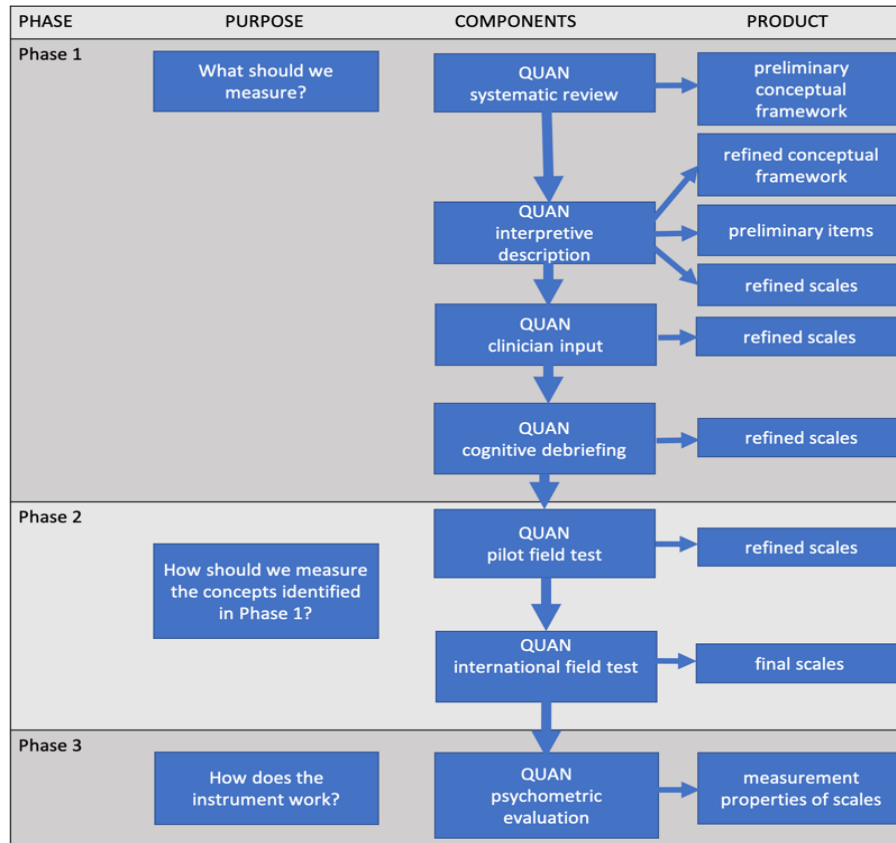 PHASE PURPOSE COMPONENTS PRODUCT
Phase 1
What should we
measure?
QUAN
systematic review
preliminary
conceptual
framework
refined conceptual
framework
QUAN
interpretive
description
preliminary items
refined scales
QUAN
clinician input
refined scales
QUAN
cognitive debriefing
refined scales
Phase 2
How should we measure
the concepts identified
in Phase 1?
QUAN
pilot field test
refined scales
QUAN
international field test
final scales
Phase 3
How does the
instrument work?
QUAN
psychometric
evaluation
measurement
properties of scales